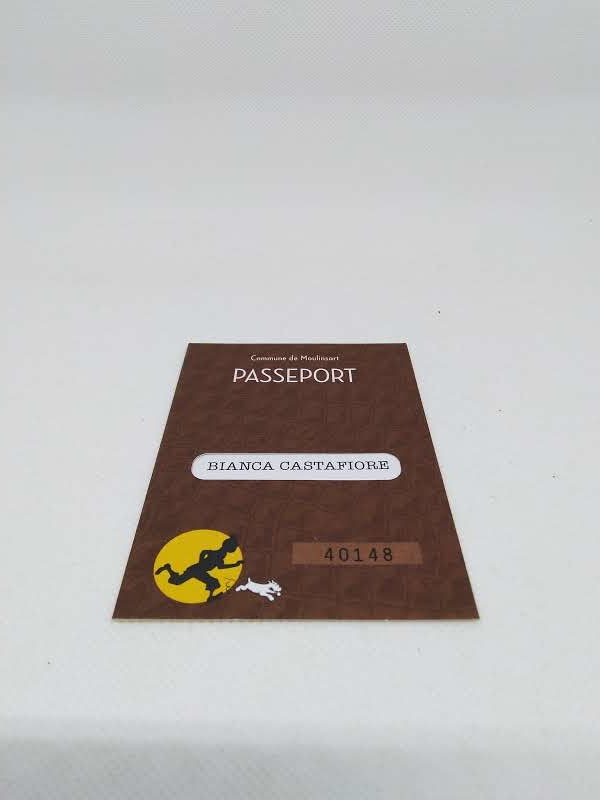 Commune de Moulinsart
PASSEPORT
BIANCA CASTAFIORE
40148